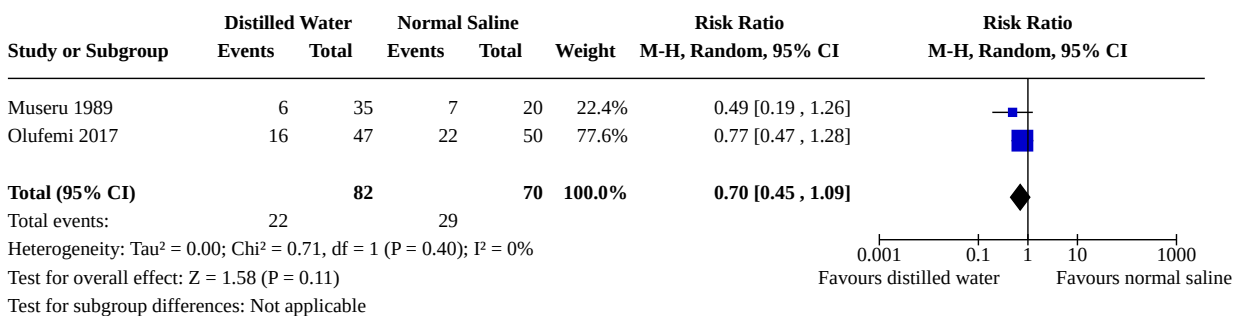 Distilled Water Normal Saline Risk Ratio Risk Ratio
Study or Subgroup Events Total Events Total Weight M-H, Random, 95% CI M-H, Random, 95% CI
Museru 1989 6 35 7 20 22.4% 0.49 [0.19 , 1.26]
Olufemi 2017 16 47 22 50 77.6% 0.77 [0.47 , 1.28]
Total (95% CI) 82 70 100.0% 0.70 [0.45 , 1.09]
Total events: 22 29
Heterogeneity: Tau² = 0.00; Chi² = 0.71, df = 1 (P = 0.40); I² = 0%
0.001 0.1 1 10 1000
Test for overall effect: Z = 1.58 (P = 0.11)
Favours distilled water Favours normal saline
Test for subgroup differences: Not applicable